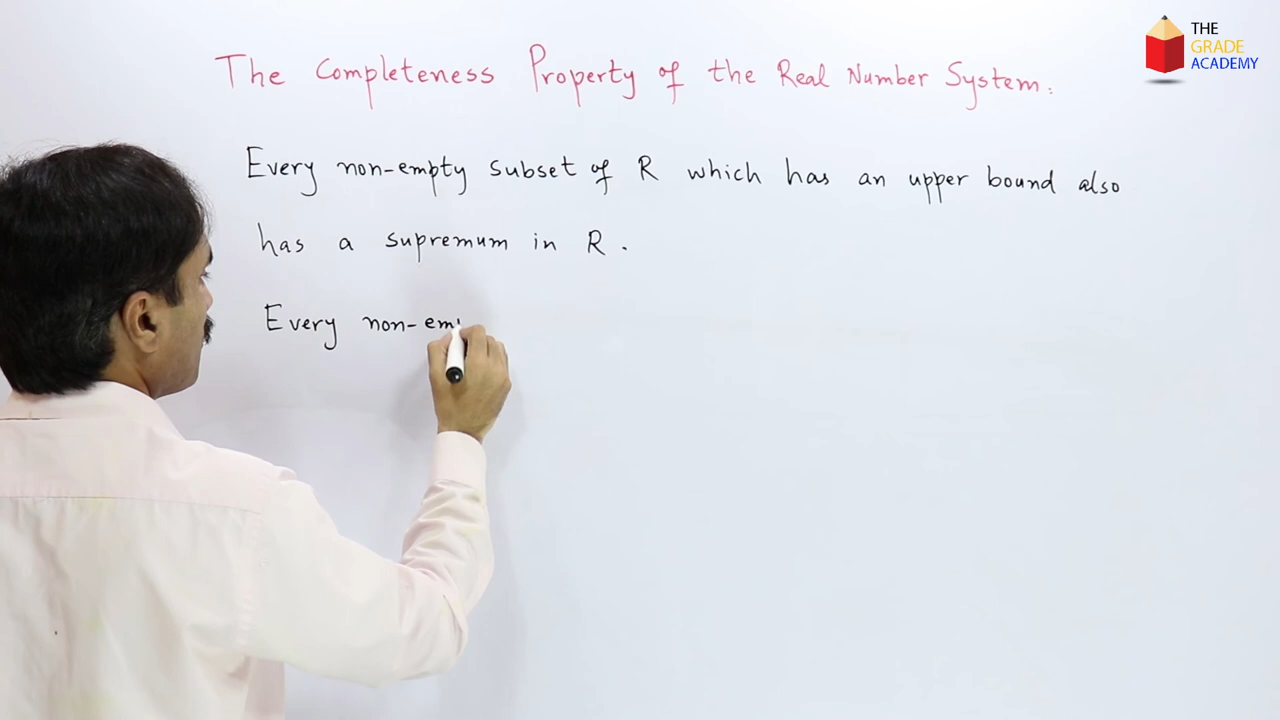 The Completeness Property of the Real Number System.
Every non-empty subset of R which has an upper bound also
has a supremum in R.
Every non-em
THE
GRADE
ACADEMY